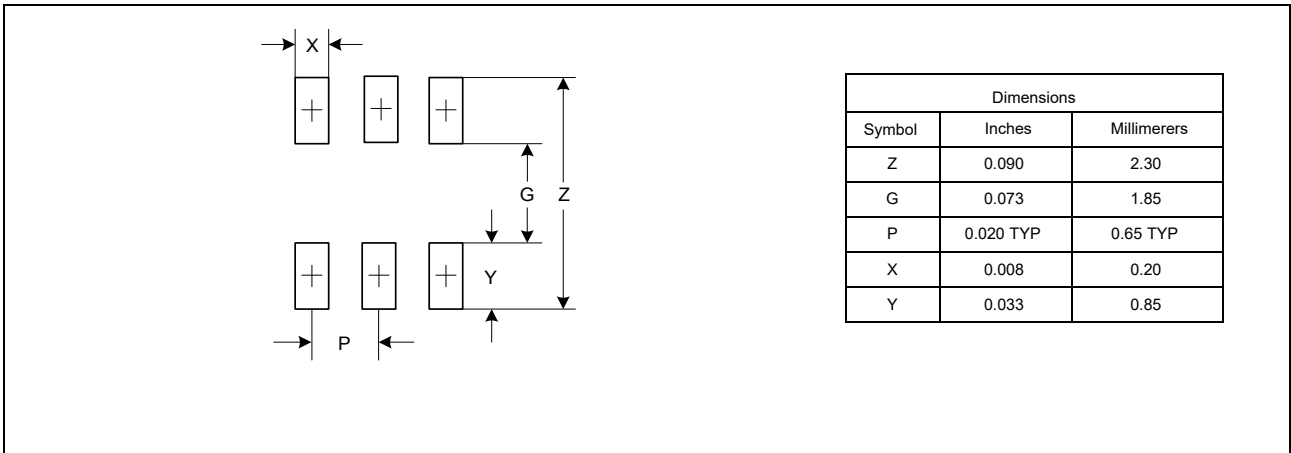 X
G
Z
Y
P
Dimensions
Symbol Inches Millimerers
Z 0.090 2.30
G 0.073 1.85
P 0.020 TYP 0.65 TYP
X 0.008 0.20
Y 0.033 0.85